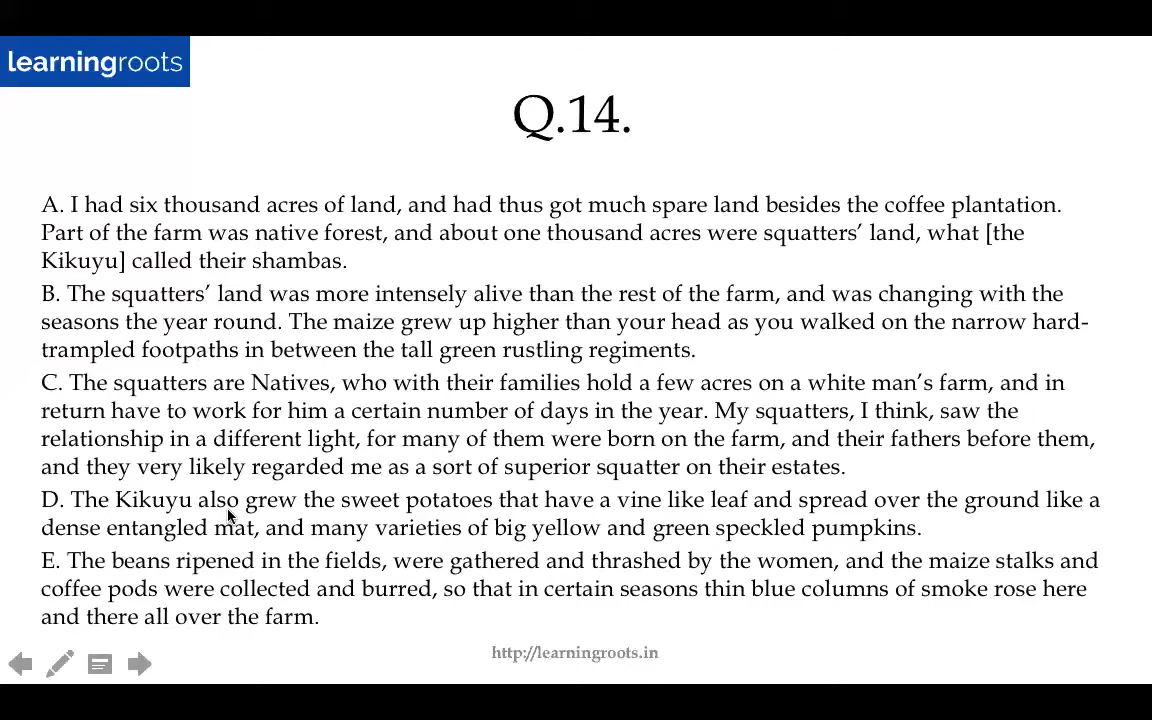 learningroots
Q.14.
A. I had six thousand acres of land, and had thus got much spare land besides the coffee plantation.
Part of the farm was native forest, and about one thousand acres were squatters’ land, what [the
Kikuyu] called their shambas.
B. The squatters’ land was more intensely alive than the rest of the farm, and was changing with the
seasons the year round. The maize grew up higher than your head as you walked on the narrow hard-
trampled footpaths in between the tall green rustling regiments.
C. The squatters are Natives, who with their families hold a few acres on a white man’s farm, and in
return have to work for him a certain number of days in the year. My squatters, I think, saw the
relationship in a different light, for many of them were born on the farm, and their fathers before them,
and they very likely regarded me as a sort of superior squatter on their estates.
D. The Kikuyu also grew the sweet potatoes that have a vine like leaf and spread over the ground like a
dense entangled mat, and many varieties of big yellow and green speckled pumpkins.
E. The beans ripened in the fields, were gathered and thrashed by the women, and the maize stalks and
coffee pods were collected and burred, so that in certain seasons thin blue columns of smoke rose here
and there all over the farm.
http://learningroots.in